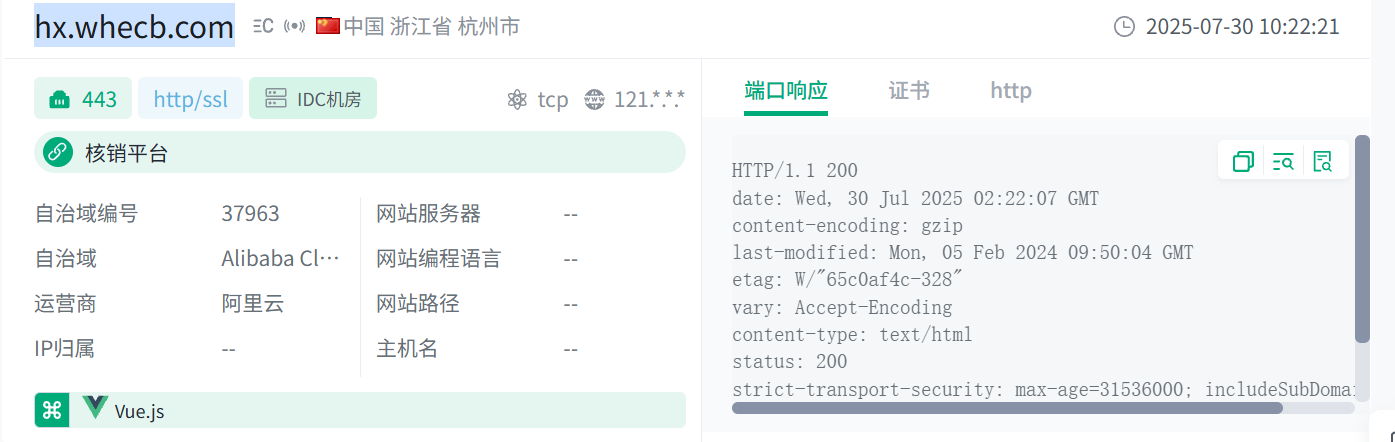 hx.whecb.com 中国 浙江省 杭州市 2025-07-30 10:22:21
443 http/ssl IDC机房 tcp 121.*.*.*
核销平台
自治域编号 37963 网站服务器 --
自治域 Alibaba Cl··· 网站编程语言 --
运营商 阿里云 网站路径 --
IP归属 -- 主机名 --
Vue.js
端口响应 证书 http
HTTP/1.1 200
date: Wed, 30 Jul 2025 02:22:07 GMT
content-encoding: gzip
last-modified: Mon, 05 Feb 2024 09:50:04 GMT
etag: W/"65c0af4c-328"
vary: Accept-Encoding
content-type: text/html
status: 200
strict-transport-security: max-age=31536000; includeSubDomai